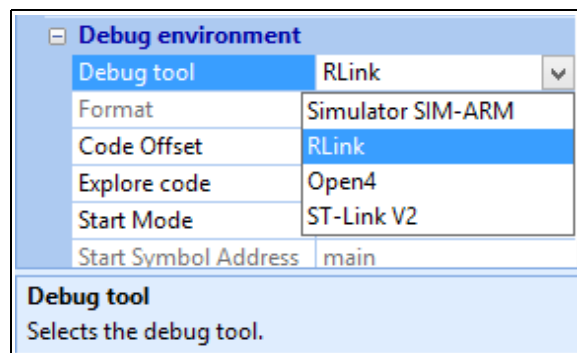 Debug environment
Debug tool RLink
Format Simulator SIM-ARM
RLink
Code Offset
Explore code Open4
Start Mode ST-Link V2
Start Symbol Address main
Debug tool
Selects the debug tool.